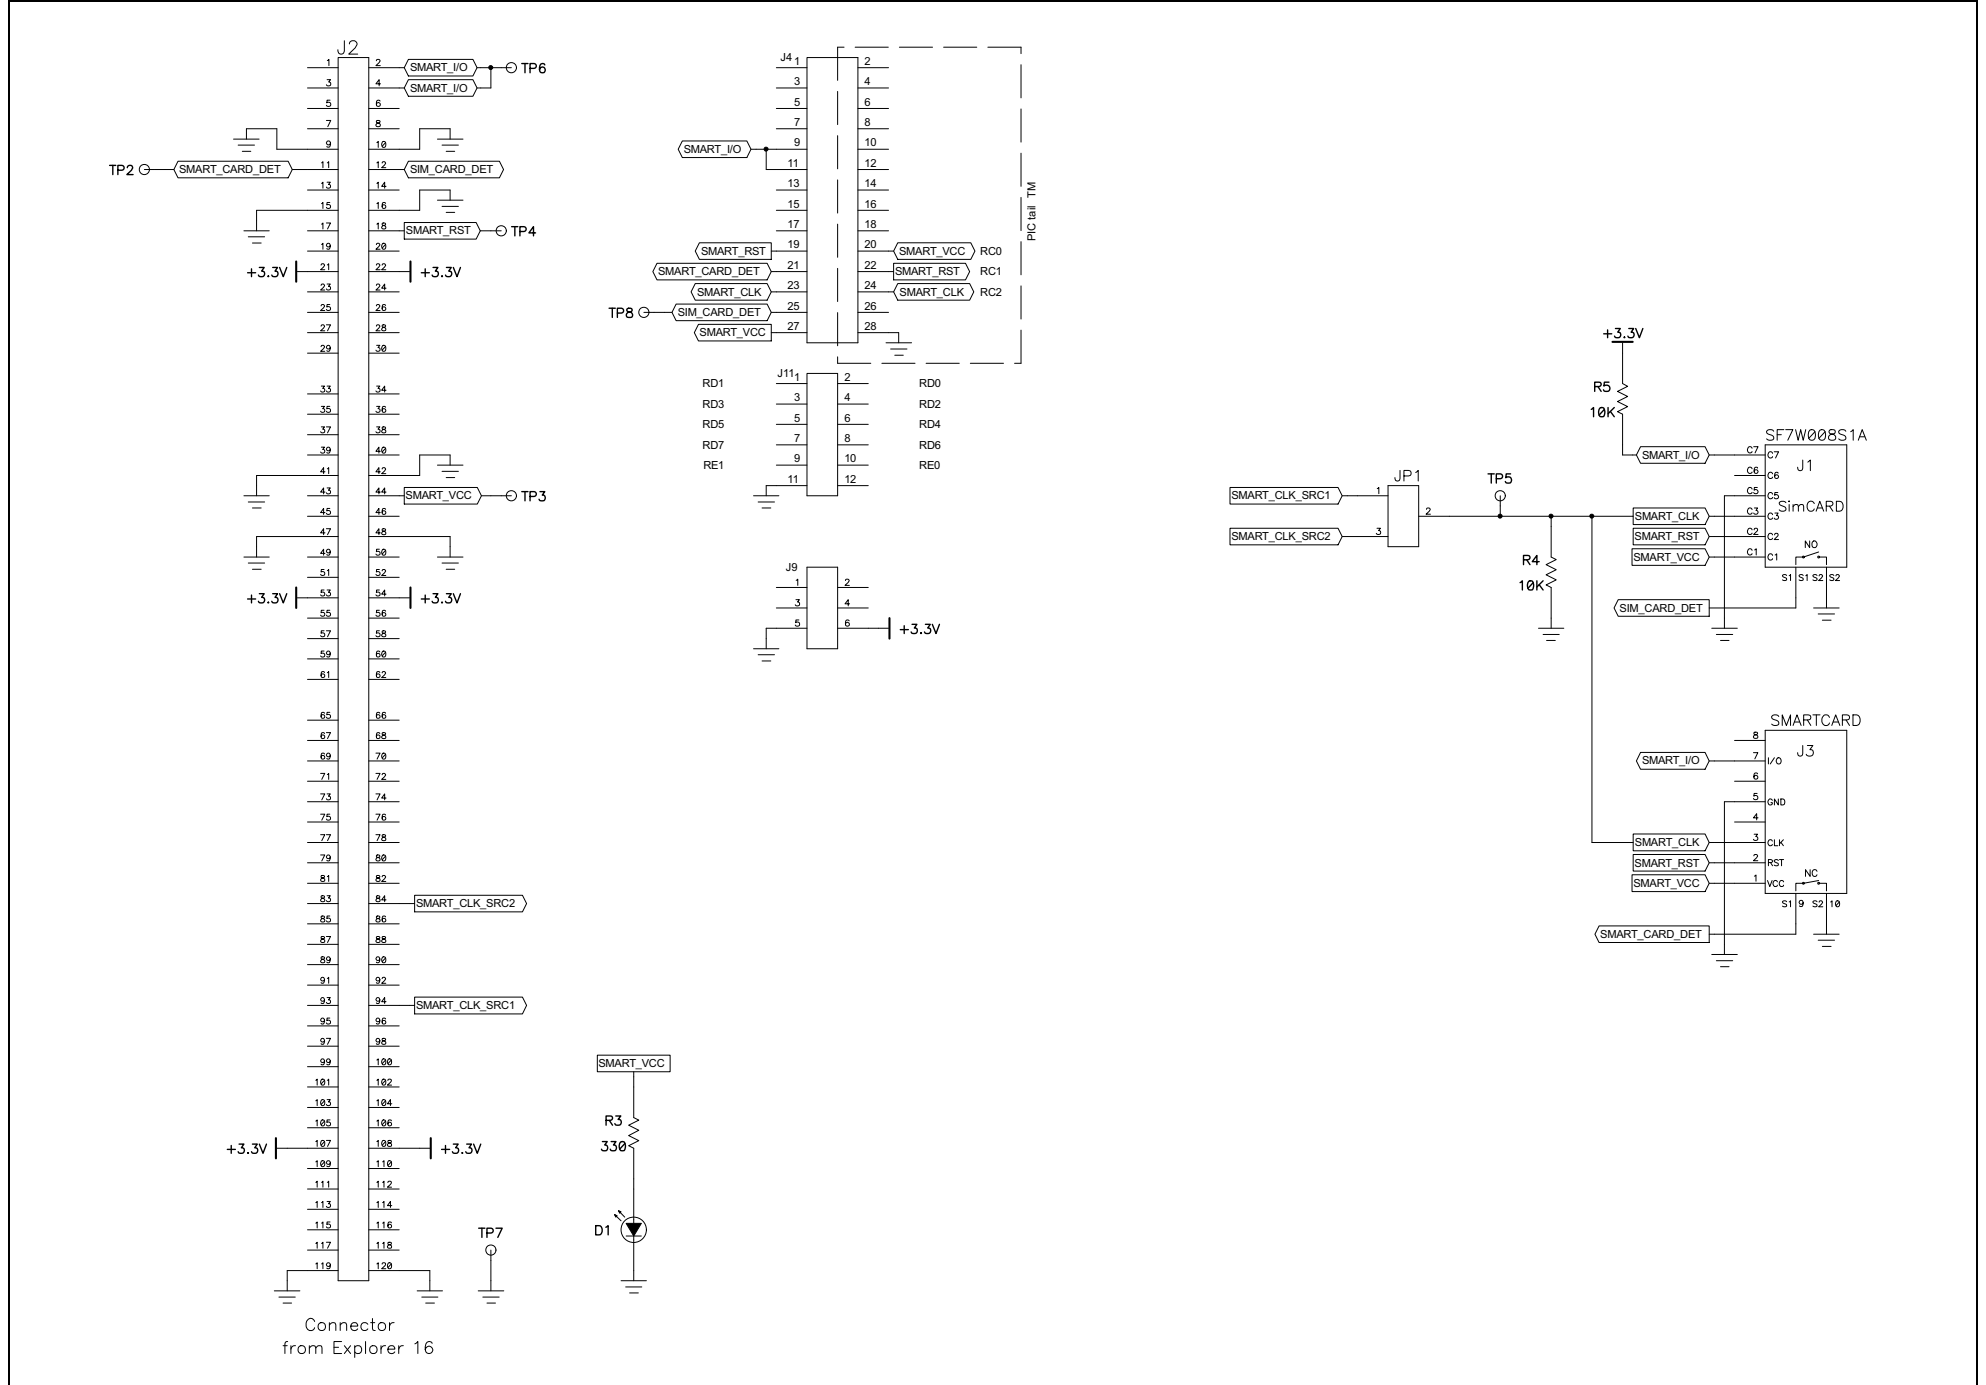 J2
1 2 SMART_I/O TP6
3 4 SMART_I/O
5 6
7 8
9 10
TP2 SMART_CARD_DET 11 12 SIM_CARD_DET
13 14
15 16
17 18 SMART_RST TP4
19 20
+3.3V 21 22 +3.3V
23 24
25 26
27 28
29 30
33 34
35 36
37 38
39 40
41 42
43 44 SMART_VCC TP3
45 46
47 48
49 50
51 52
+3.3V 53 54 +3.3V
55 56
57 58
59 60
61 62
65 66
67 68
69 70
71 72
73 74
75 76
77 78
79 80
81 82
83 84 SMART_CLK_SRC2
85 86
87 88
89 90
91 92
93 94 SMART_CLK_SRC1
95 96
97 98
99 100
101 102
103 104
105 106
+3.3V 107 108 +3.3V
109 110
111 112
113 114
115 116
117 118
119 120
Connector
from Explorer 16
TP7
SMART_VCC
R3
330
D1
J4
1 2
3 4
5 6
7 8
SMART_I/O 9 10
11 12
13 14
15 16
17 18
SMART_RST 19 20 SMART_VCC RC0
SMART_CARD_DET 21 22 SMART_RST RC1
SMART_CLK 23 24 SMART_CLK RC2
TP8 SIM_CARD_DET 25 26
SMART_VCC 27 28
PIC tail TM
J11
RD1 1 2 RD0
RD3 3 4 RD2
RD5 5 6 RD4
RD7 7 8 RD6
RE1 9 10 RE0
11 12
J9
1 2
3 4
5 6 +3.3V
SMART_CLK_SRC1 1
JP1
2
SMART_CLK_SRC2 3
TP5
R4
10K
+3.3V
R5
10K
SF7W008S1A
J1
SimCARD
SMART_I/O C7 C7
C6 C6
C5 C5
SMART_CLK C3 C3
SMART_RST C2 C2
SMART_VCC C1 C1
NO
S1 S1 S2 S2
SIM_CARD_DET
SMARTCARD
J3
8
SMART_I/O 7 I/O
6
5 GND
4
SMART_CLK 3 CLK
SMART_RST 2 RST
SMART_VCC 1 VCC
NC
S1 9 S2 10
SMART_CARD_DET